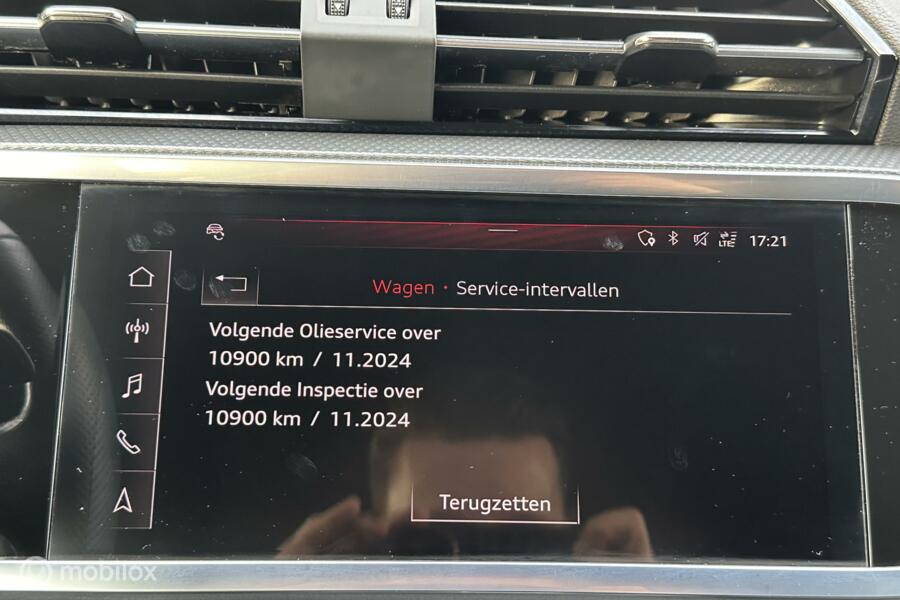 LTE 17:21
Wagen · Service-intervallen
Volgende Olieservice over
10900 km / 11.2024
Volgende Inspectie over
10900 km / 11.2024
Terugzetten
mobilox